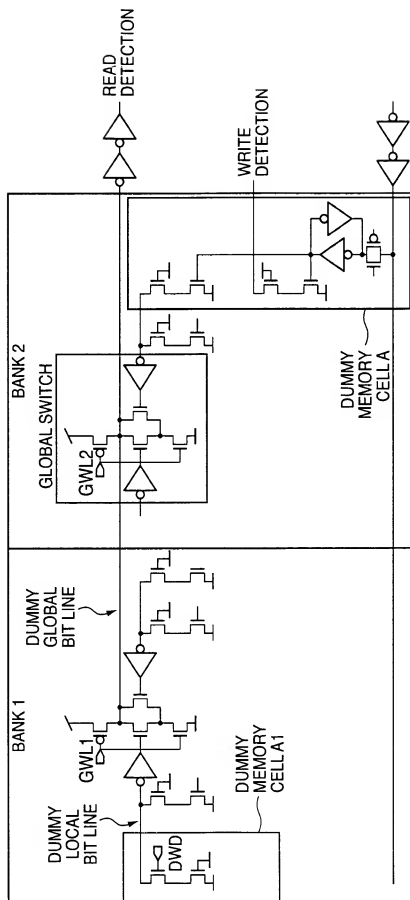 BANK 1
BANK 2
DUMMY
GLOBAL
BIT LINE
GLOBAL SWITCH
READ
DETECTION
GWL1
GWL2
WRITE
DETECTION
DUMMY
LOCAL
BIT LINE
DWD
DUMMY
MEMORY
CELL A1
DUMMY
MEMORY
CELL A